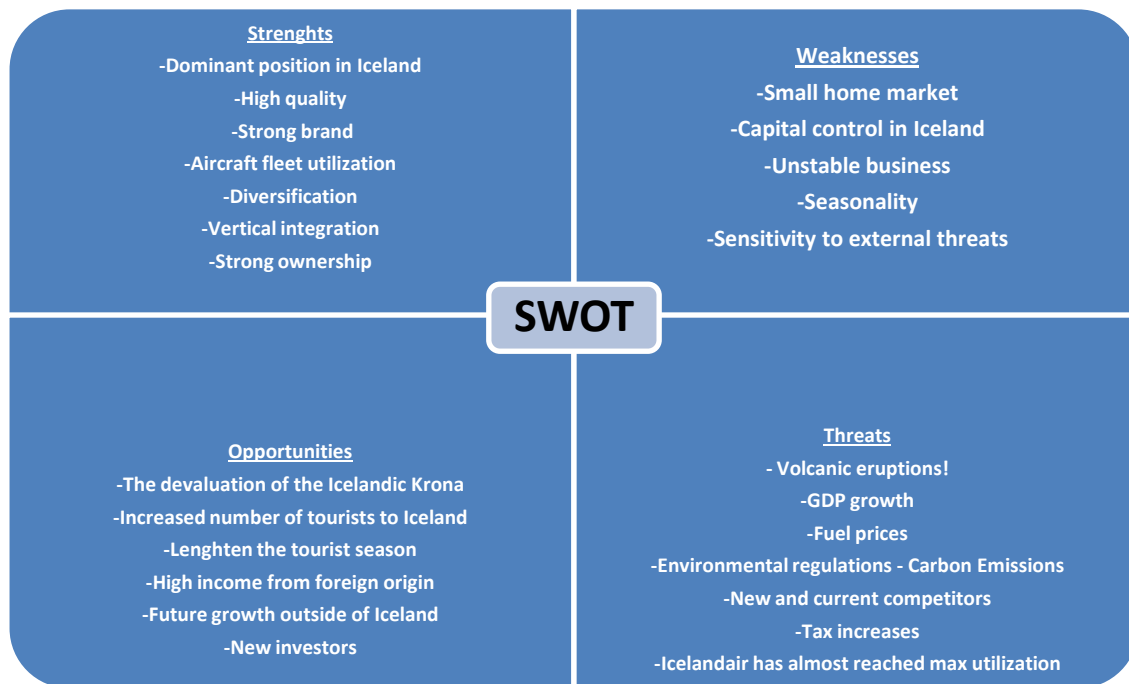 Strenghts
-Dominant position in Iceland
-High quality
-Strong brand
-Aircraft fleet utilization
-Diversification
-Vertical integration
-Strong ownership
Weaknesses
-Small home market
-Capital control in Iceland
-Unstable business
-Seasonality
-Sensitivity to external threats
SWOT
Opportunities
-The devaluation of the Icelandic Krona
-Increased number of tourists to Iceland
-Lenghten the tourist season
-High income from foreign origin
-Future growth outside of Iceland
-New investors
Threats
- Volcanic eruptions!
-GDP growth
-Fuel prices
-Environmental regulations - Carbon Emissions
-New and current competitors
-Tax increases
-Icelandair has almost reached max utilization